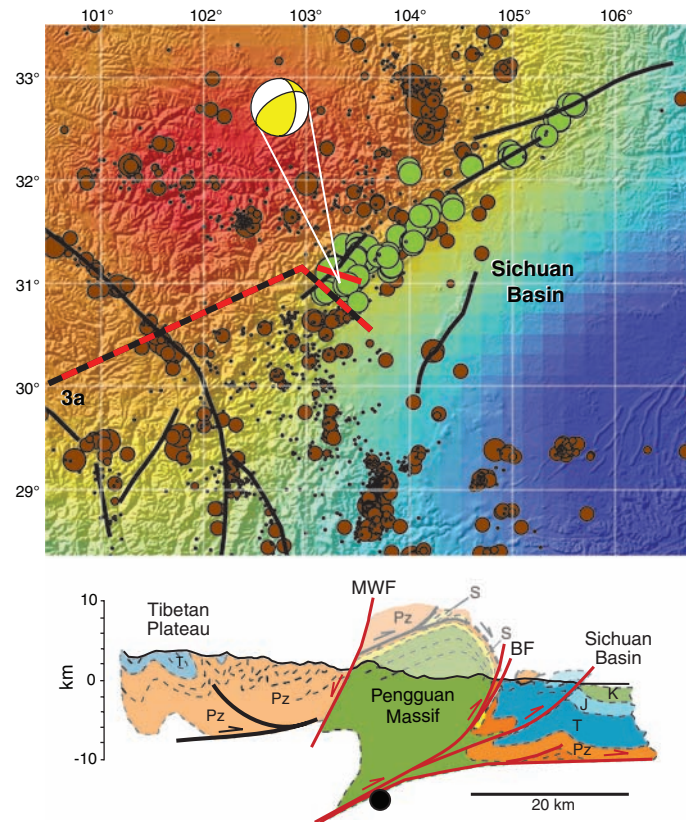 101° 102° 103° 104° 105° 106°
33°
32°
31°
30°
29°
Sichuan
Basin
3a
MWF
S
Pz
S
BF
10
0
-10
km
Tibetan
Plateau
Sichuan
Basin
T
Pz
Pz
Pengguan
Massif
K
J
T
Pz
20 km